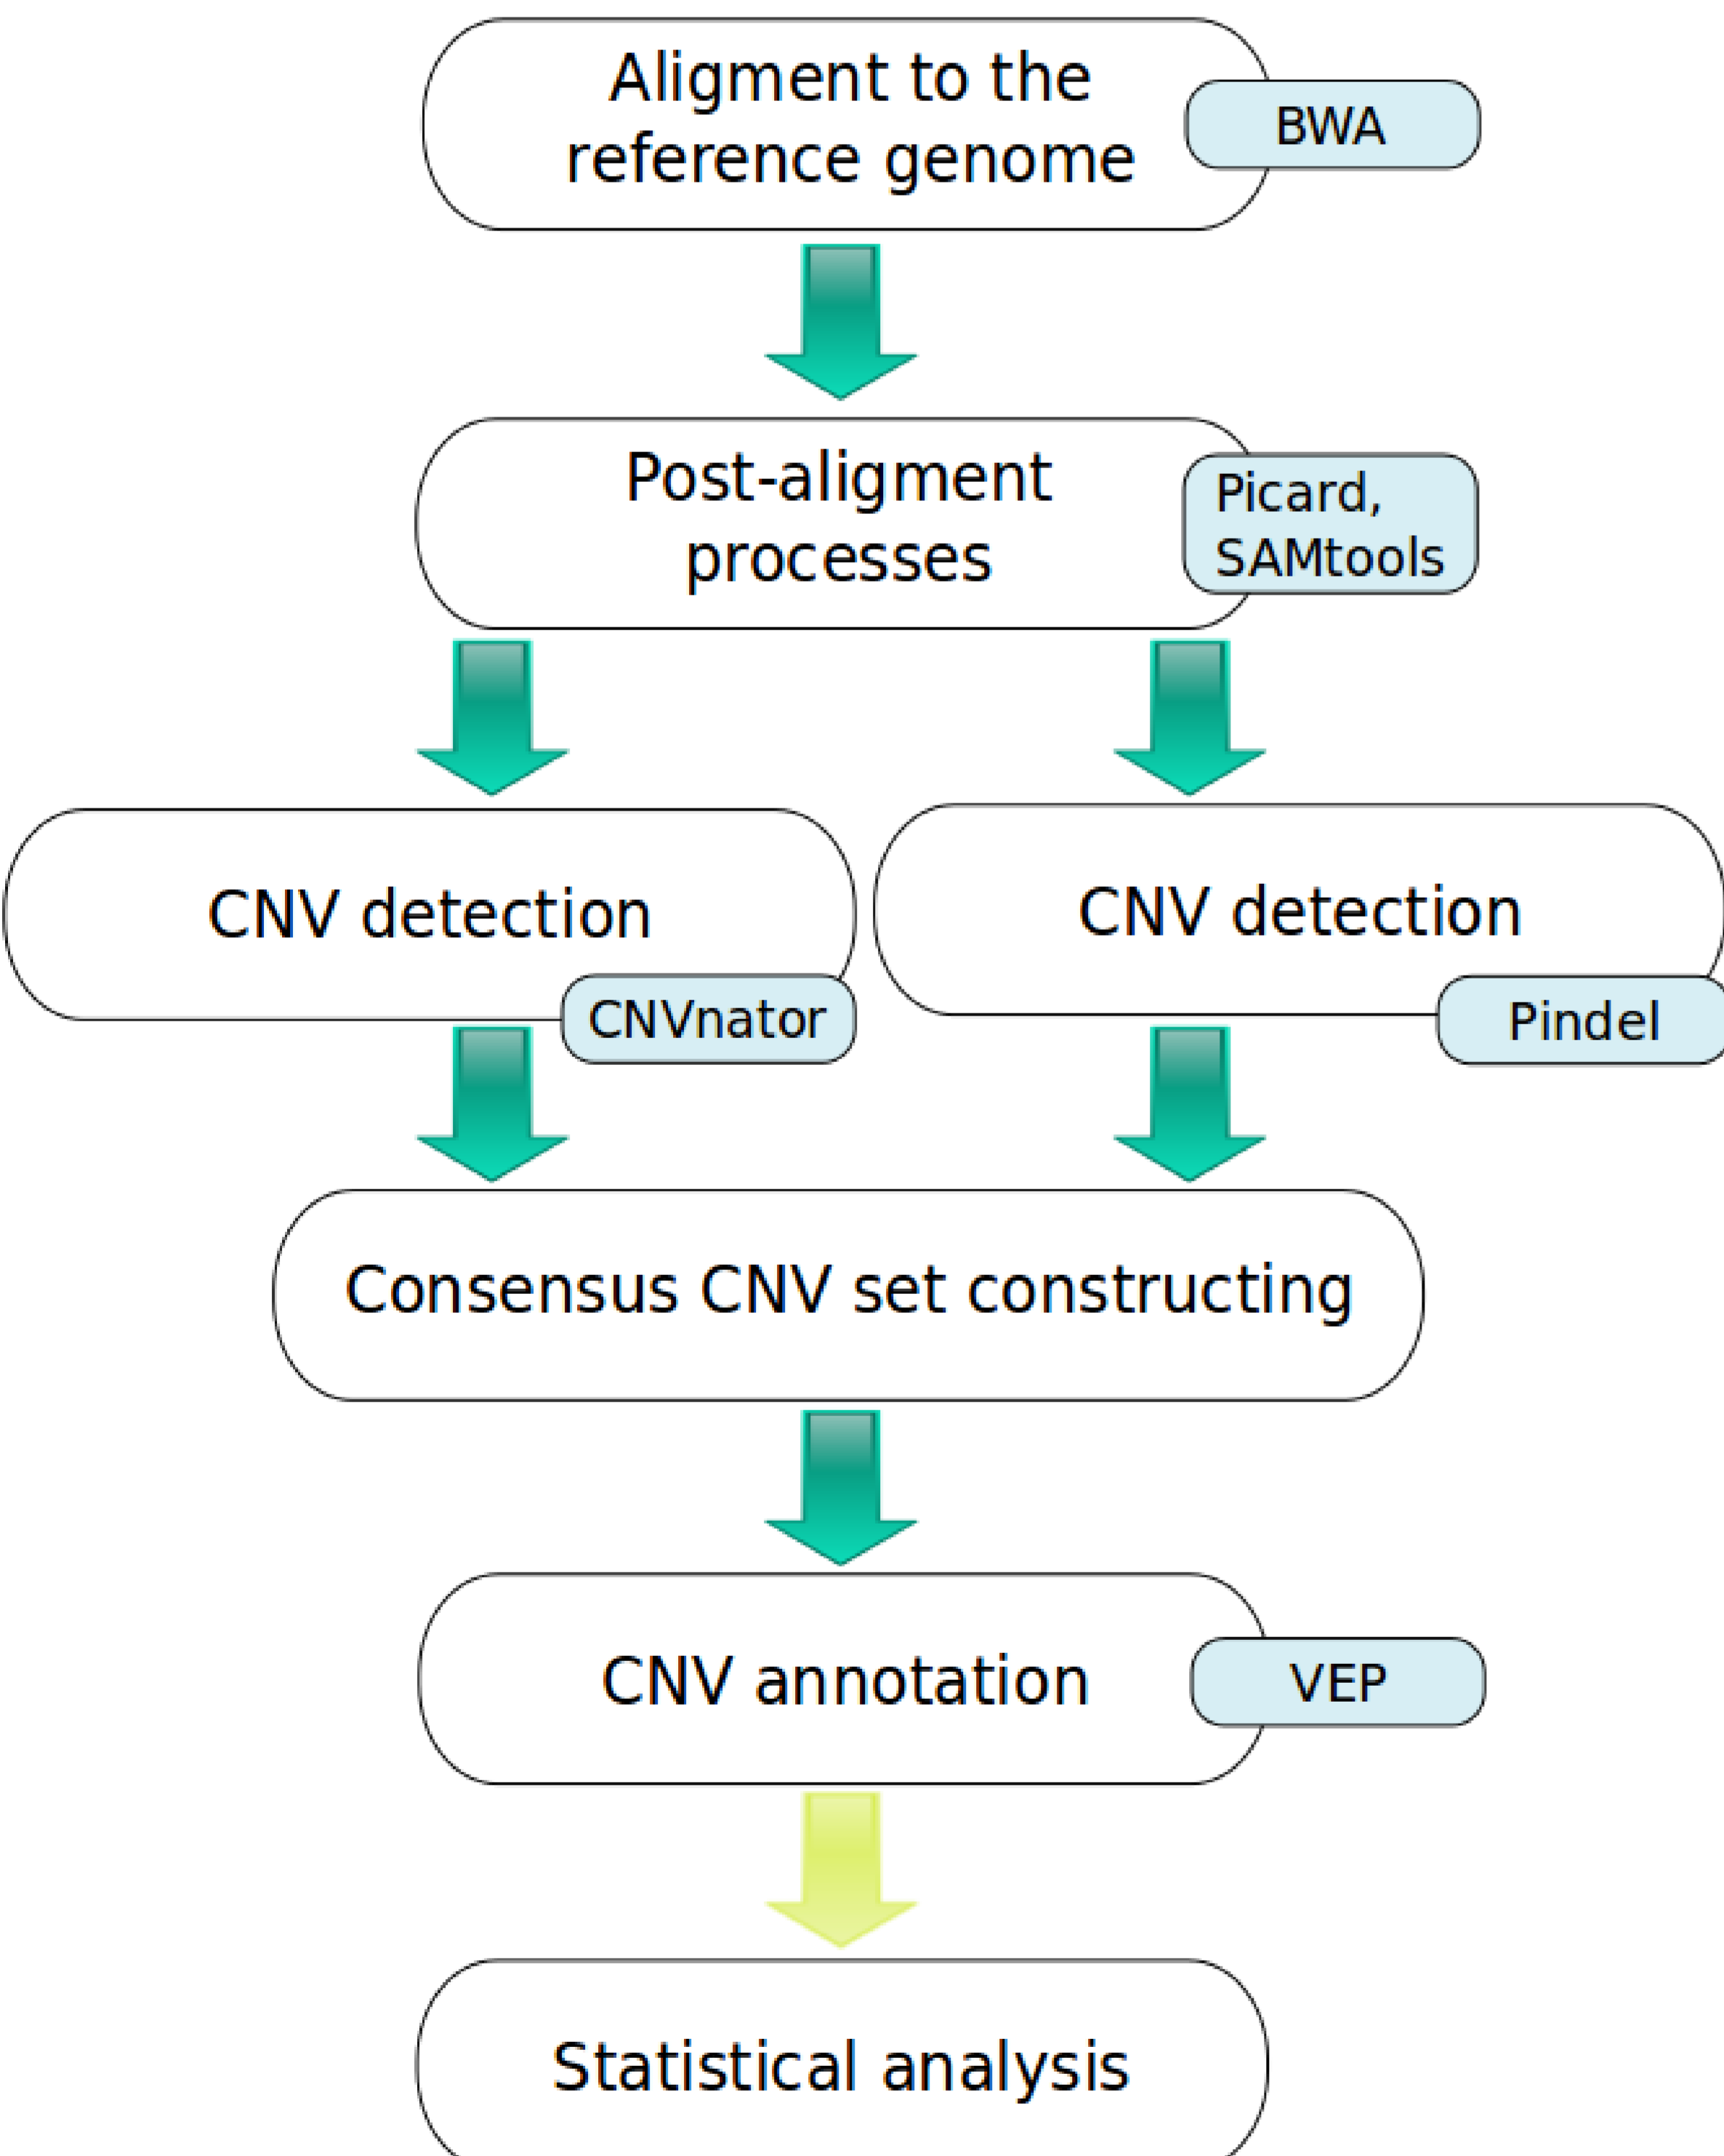 Aligment to the
reference genome
BWA
Post-aligment
processes
Picard,
SAMtools
CNV detection
CNVnator
CNV detection
Pindel
Consensus CNV set constructing
CNV annotation
VEP
Statistical analysis